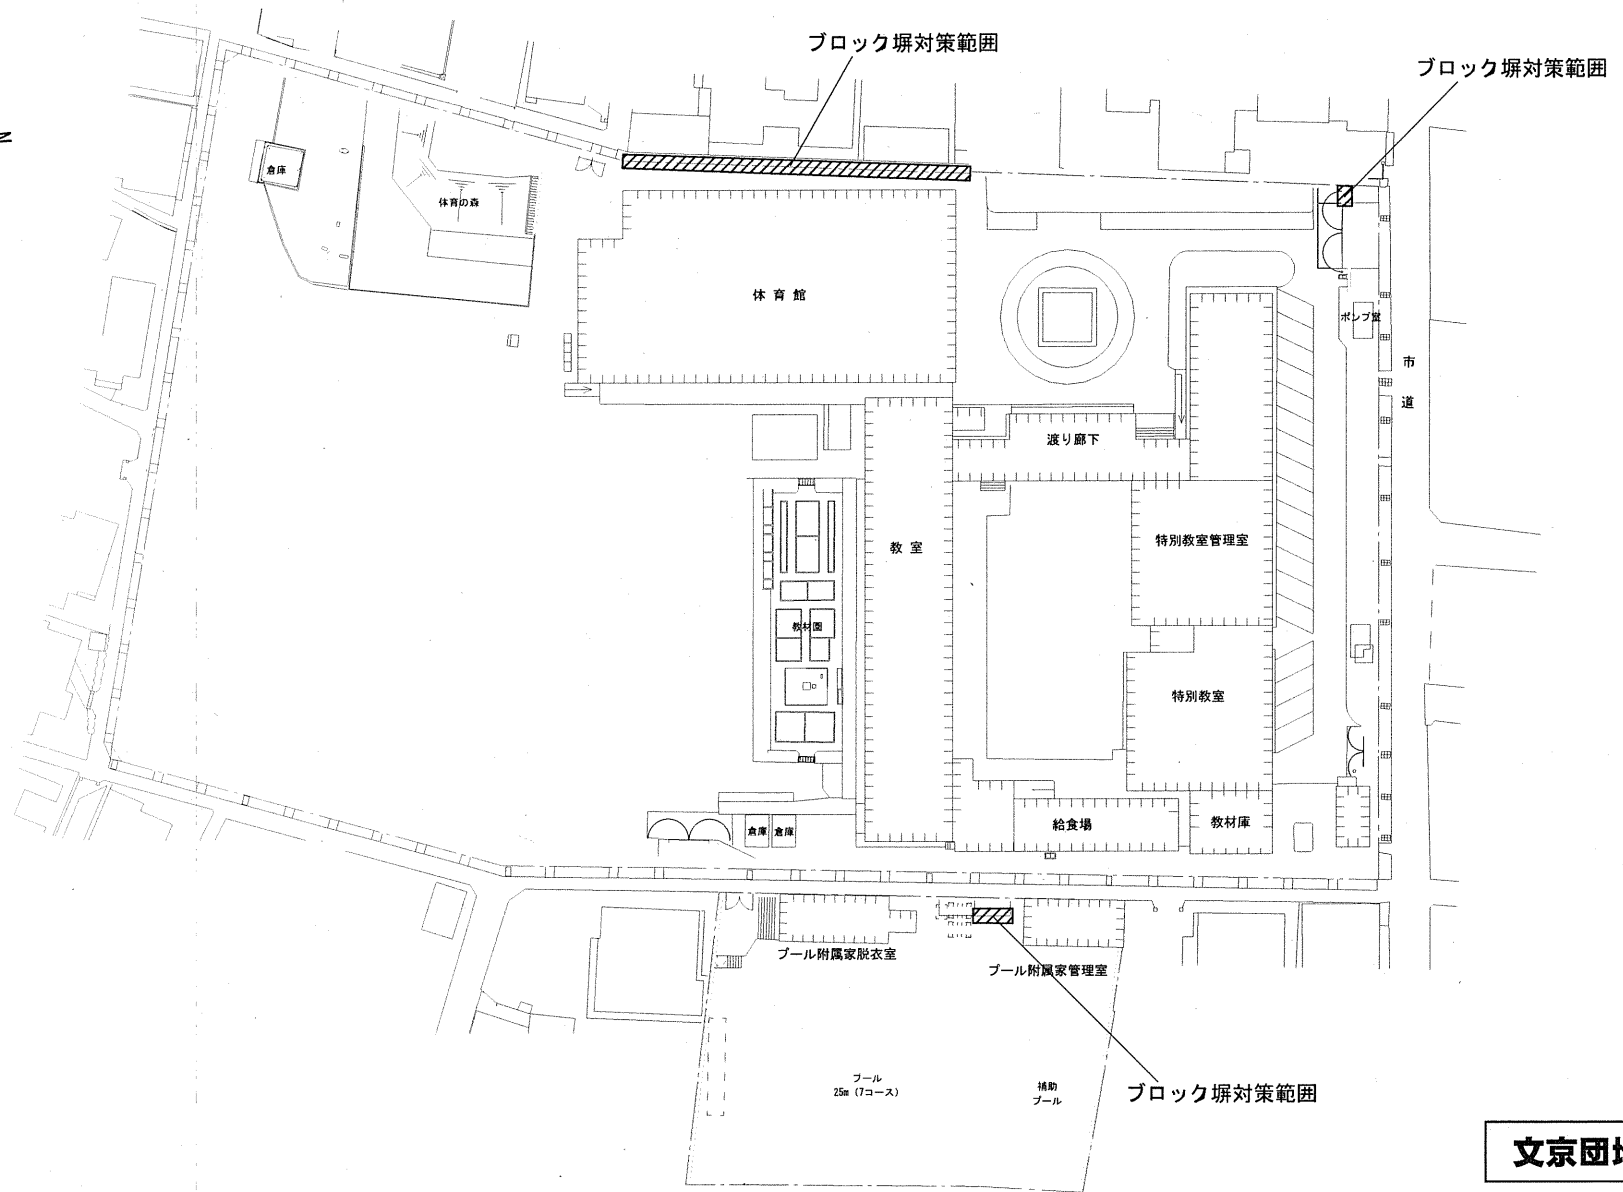 ブロック塀対策範囲
ブロック塀対策範囲
N
倉庫
体育の森
体 育 館
ポンプ室
市
道
渡り廊下
教 室
特別教室管理室
教材園
特別教室
倉庫
倉庫
給食場
教材庫
プール附属家脱衣室
プール附属家管理室
プール
25m (7コース)
補助
プール
ブロック塀対策範囲
文京団地